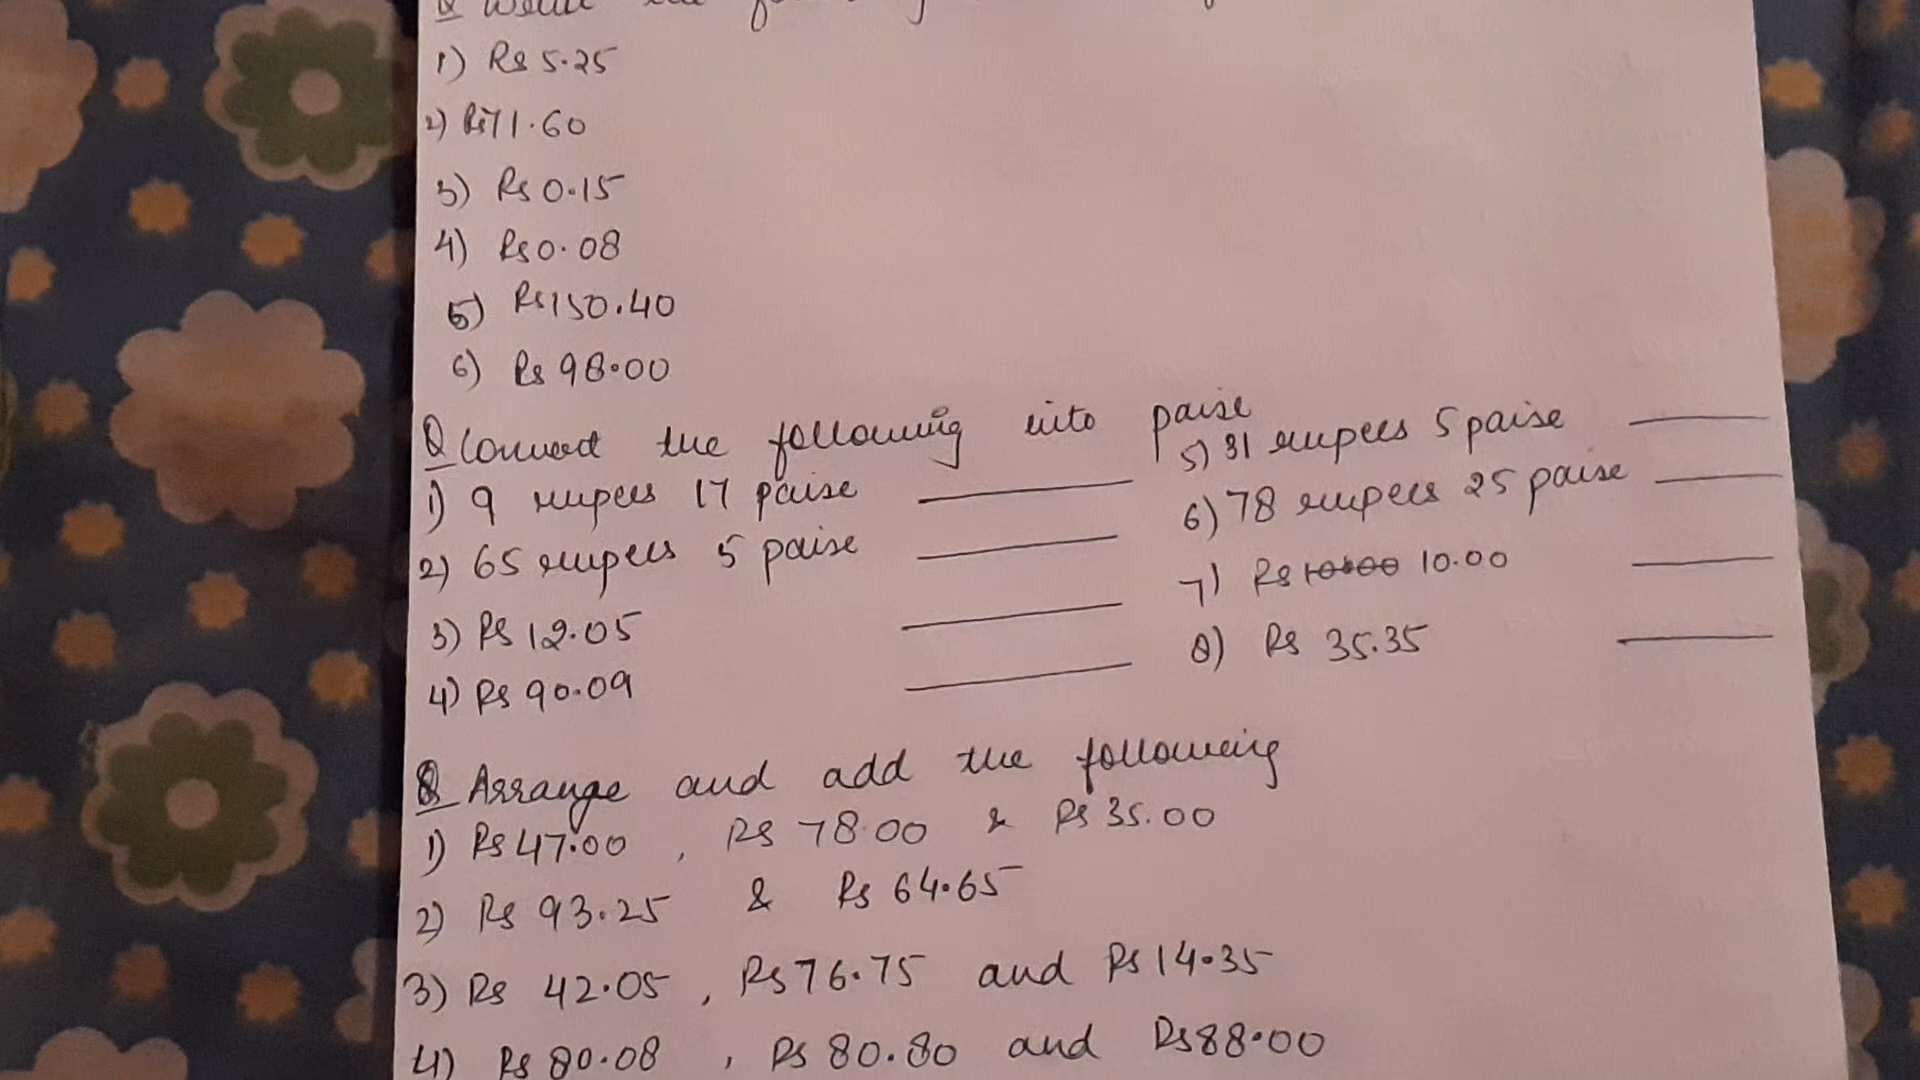 Q Write the following
1) Rs 5.25
2) Rs 71.60
3) Rs 0.15
4) Rs 0.08
5) Rs 150.40
6) Rs 98.00
Q Convert the following into paise
1) 9 rupees 17 paise
2) 65 rupees 5 paise
3) Rs 12.05
4) Rs 90.09
5) 31 rupees 5 paise
6) 78 rupees 25 paise
7) Rs 10.00
8) Rs 35.35
Q Arrange and add the following
1) Rs 47.00 , Rs 78.00 & Rs 35.00
2) Rs 93.25 & Rs 64.65
3) Rs 42.05 , Rs 76.75 and Rs 14.35
4) Rs 80.08 , Rs 80.80 and Rs 88.00